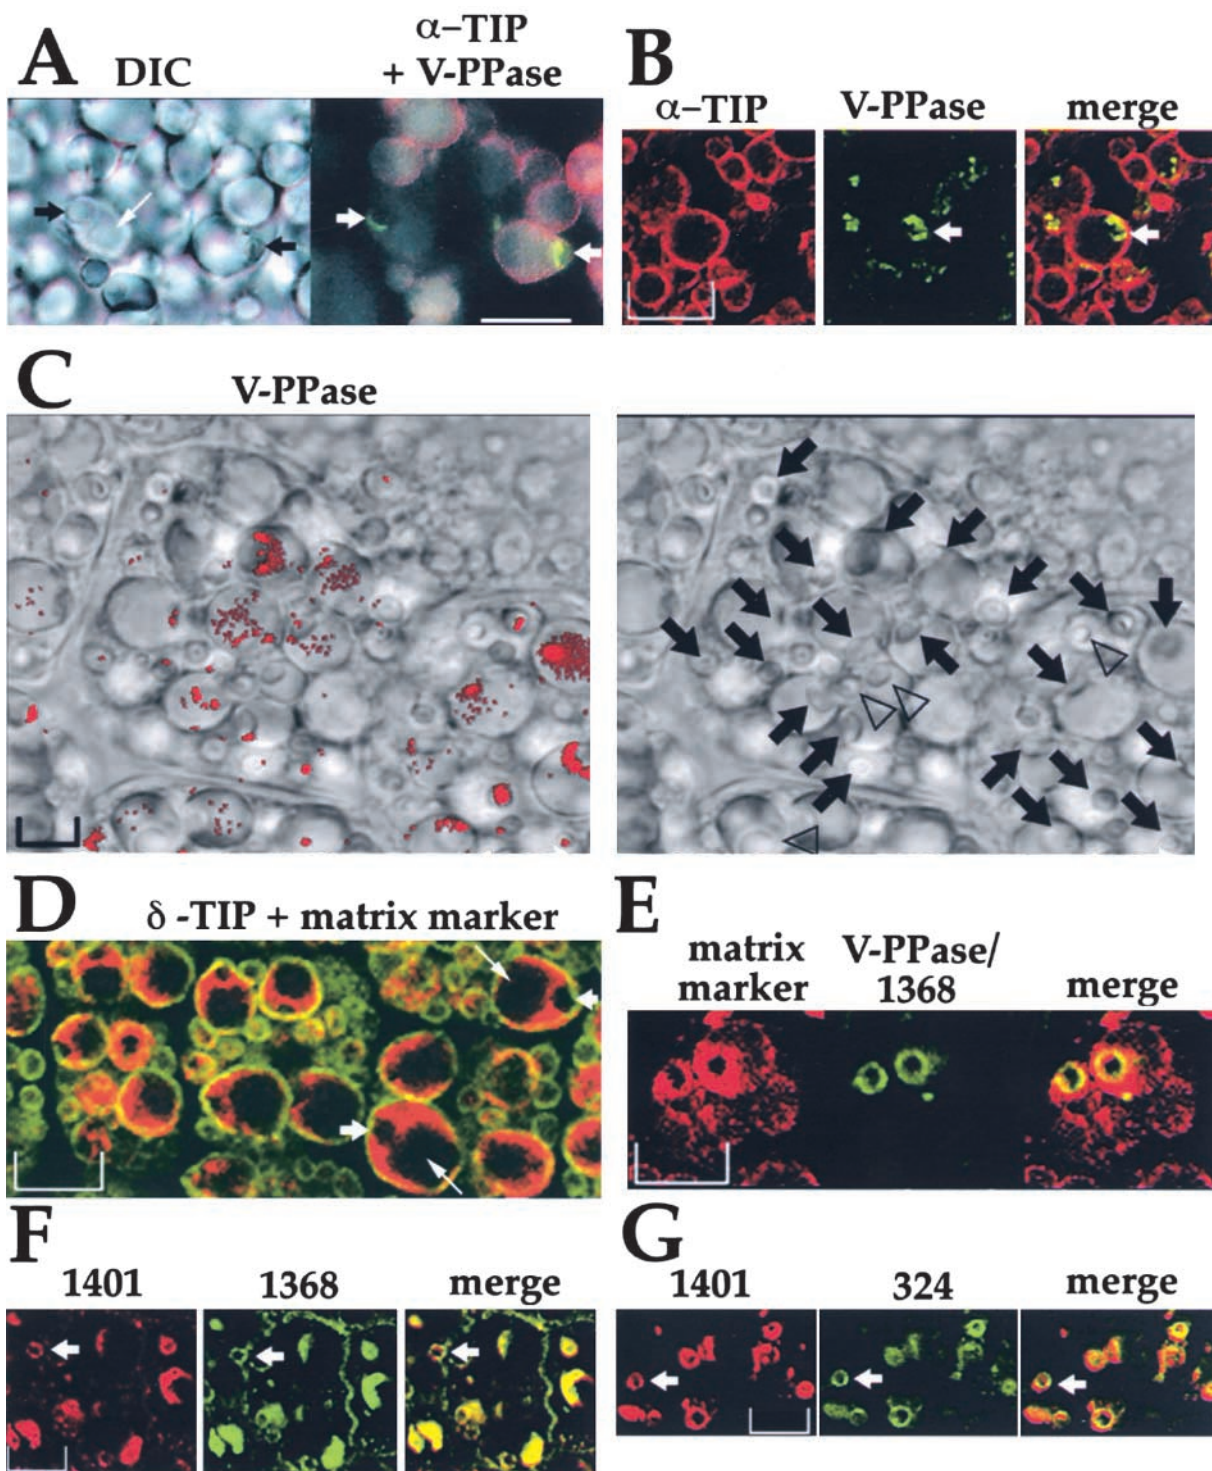 A
DIC
α–TIP
+ V-PPase
B
α–TIP
V-PPase
merge
C
V-PPase
D
δ -TIP + matrix marker
E
matrix
marker
V-PPase/
1368
merge
F
1401
1368
merge
G
1401
324
merge